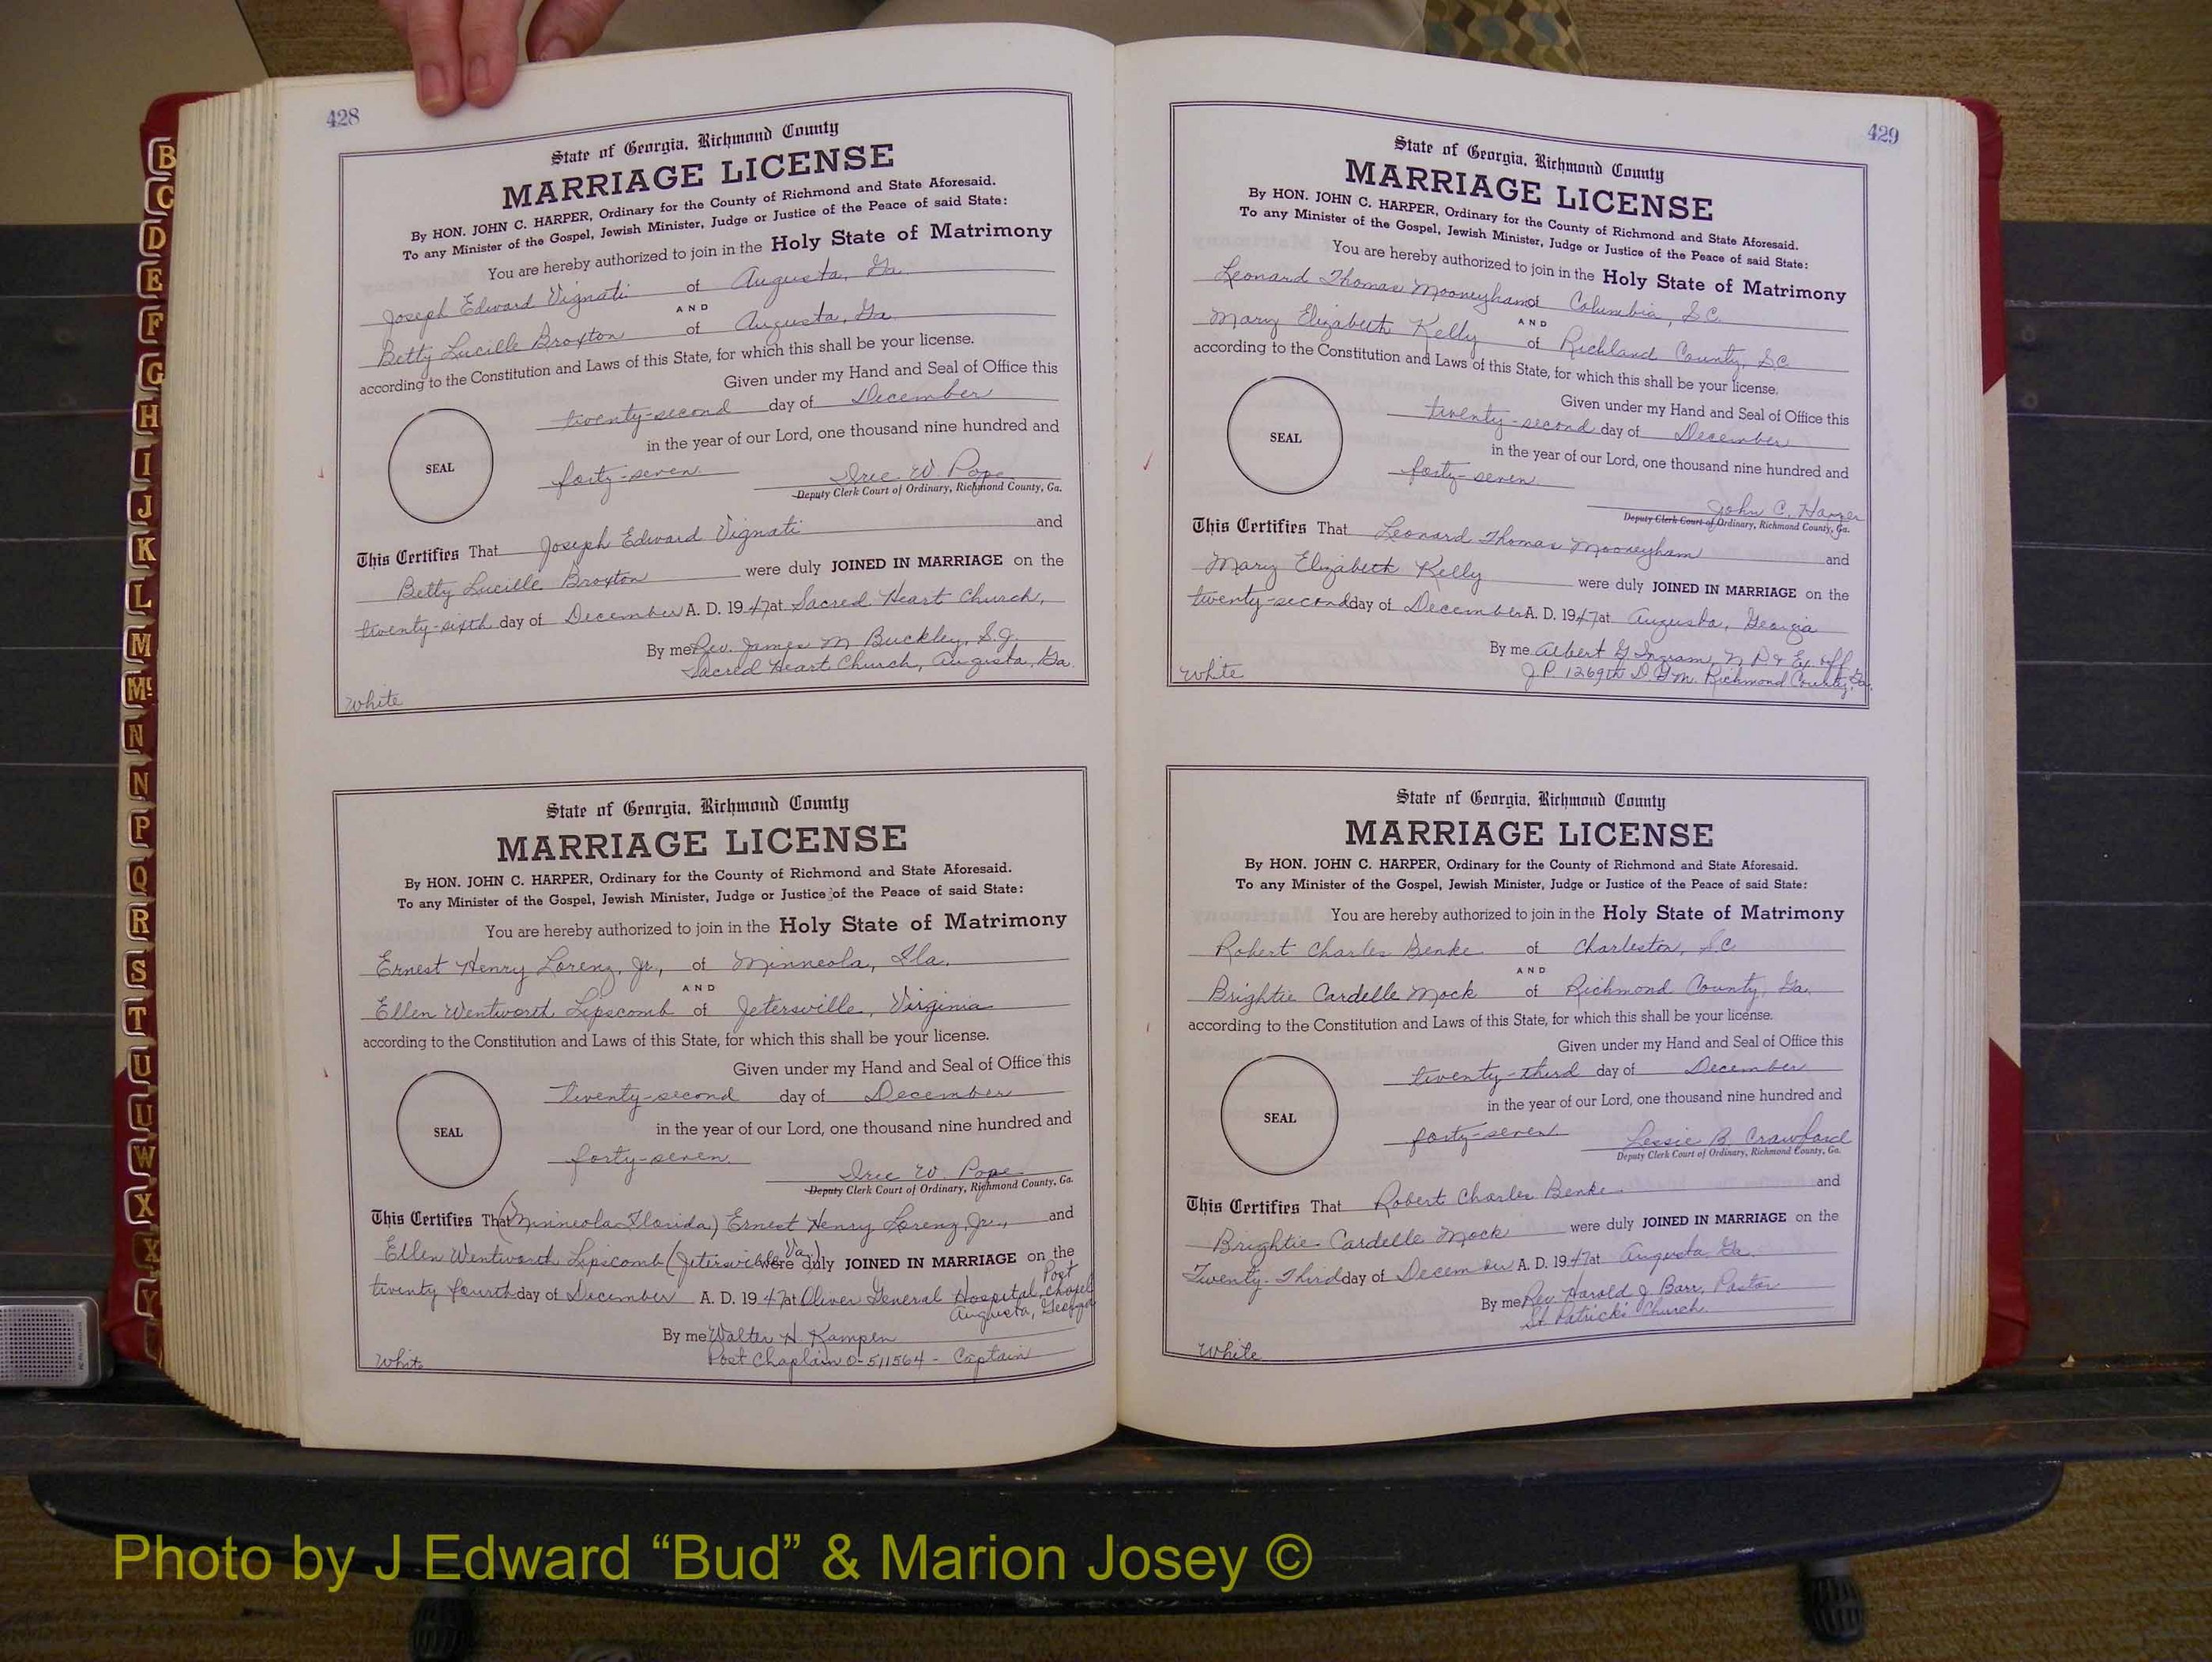 B
C
D
E
F
G
H
I
J
K
L
M
Mc
N
N
P
Q
R
S
T
U
U
W
X
X
Y
428
State of Georgia, Richmond County
MARRIAGE LICENSE
By HON. JOHN C. HARPER, Ordinary for the County of Richmond and State Aforesaid.
To any Minister of the Gospel, Jewish Minister, Judge or Justice of the Peace of said State:
You are hereby authorized to join in the Holy State of Matrimony
Joseph Edward Vignati of Augusta, Ga.
AND
Betty Lucille Broxton of Augusta, Ga.
according to the Constitution and Laws of this State, for which this shall be your license.
Given under my Hand and Seal of Office this
twenty-second day of December
in the year of our Lord, one thousand nine hundred and
SEAL
forty-seven W. Pope
Deputy Clerk Court of Ordinary, Richmond County, Ga.
This Certifies That Joseph Edward Vignati and
Betty Lucille Broxton were duly JOINED IN MARRIAGE on the
twenty-sixth day of December A. D. 1947 at Sacred Heart Church,
By me Rev. James M Buckley, S.J.
Sacred Heart Church, Augusta, Ga.
White
State of Georgia, Richmond County
MARRIAGE LICENSE
By HON. JOHN C. HARPER, Ordinary for the County of Richmond and State Aforesaid.
To any Minister of the Gospel, Jewish Minister, Judge or Justice of the Peace of said State:
You are hereby authorized to join in the Holy State of Matrimony
Ernest Henry Lorenz, Jr., of Minneola, Fla.
AND
Ellen Wentworth Lipscomb of Jetersville, Virginia
according to the Constitution and Laws of this State, for which this shall be your license.
Given under my Hand and Seal of Office this
twenty-second day of December
in the year of our Lord, one thousand nine hundred and
SEAL
forty-seven W. Pope
Deputy Clerk Court of Ordinary, Richmond County, Ga.
This Certifies That (Minneola Florida) Ernest Henry Lorenz, Jr., and
Ellen Wentworth Lipscomb (Jetersville Va.) were duly JOINED IN MARRIAGE on the
twenty fourth day of December A. D. 1947 at Oliver General Hospital, Post Chapel
Augusta, Georgia
By me Walter H. Kampen
Post Chaplain 0-511564 - Captain
White
429
State of Georgia, Richmond County
MARRIAGE LICENSE
By HON. JOHN C. HARPER, Ordinary for the County of Richmond and State Aforesaid.
To any Minister of the Gospel, Jewish Minister, Judge or Justice of the Peace of said State:
You are hereby authorized to join in the Holy State of Matrimony
Leonard Thomas Mooneyham of Columbia, S.C.
AND
Mary Elizabeth Kelly of Richland County, S.C.
according to the Constitution and Laws of this State, for which this shall be your license.
Given under my Hand and Seal of Office this
twenty-second day of December
SEAL
in the year of our Lord, one thousand nine hundred and
forty-seven
John C. Harper
Deputy Clerk Court of Ordinary, Richmond County, Ga.
This Certifies That Leonard Thomas Mooneyham and
Mary Elizabeth Kelly were duly JOINED IN MARRIAGE on the
twenty-second day of December A. D. 1947 at Augusta, Georgia
By me Albert G Ingram, N.P. & Ex. off.
J.P. 1269th D.G.M. Richmond County, Ga.
White
State of Georgia, Richmond County
MARRIAGE LICENSE
By HON. JOHN C. HARPER, Ordinary for the County of Richmond and State Aforesaid.
To any Minister of the Gospel, Jewish Minister, Judge or Justice of the Peace of said State:
You are hereby authorized to join in the Holy State of Matrimony
Robert Charles Benke of Charleston, S.C.
AND
Brightie Cardelle Mock of Richmond County, Ga.
according to the Constitution and Laws of this State, for which this shall be your license.
Given under my Hand and Seal of Office this
twenty-third day of December
in the year of our Lord, one thousand nine hundred and
SEAL
forty-seven Lessie B. Crawford
Deputy Clerk Court of Ordinary, Richmond County, Ga.
This Certifies That Robert Charles Benke and
Brightie Cardelle Mock were duly JOINED IN MARRIAGE on the
Twenty-Third day of December A. D. 1947 at Augusta Ga.
By me Rev. Harold J. Barr, Pastor
St Patrick's Church.
White
Photo by J Edward “Bud” & Marion Josey ©